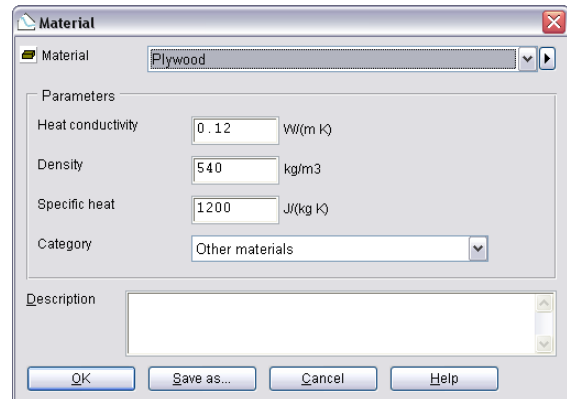 Material
Material Plywood
Parameters
Heat conductivity 0.12 W/(m K)
Density 540 kg/m3
Specific heat 1200 J/(kg K)
Category Other materials
Description
OK Save as... Cancel Help